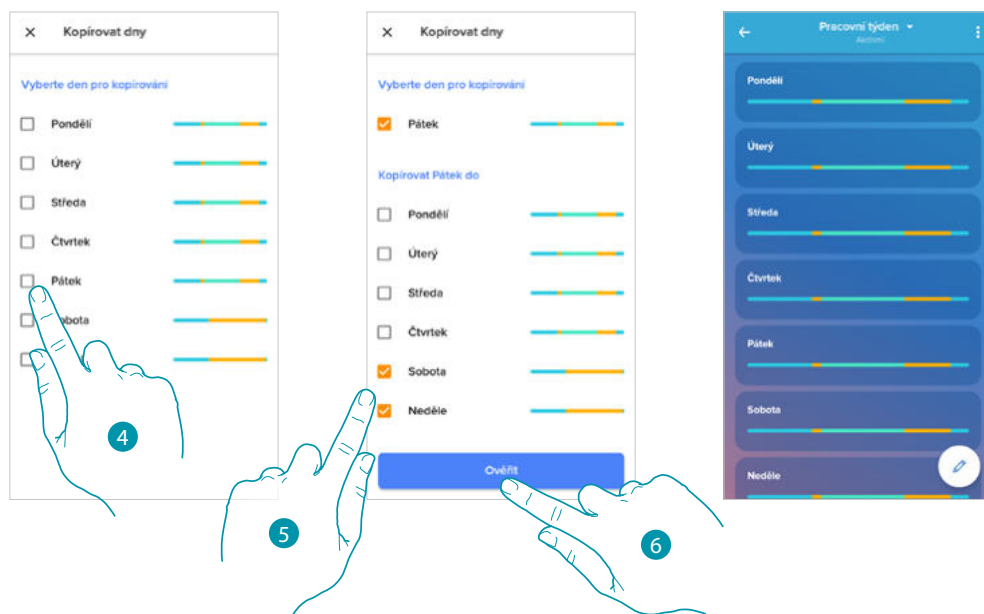 Kopírovat dny
Vyberte den pro kopírování
Pondělí
Úterý
Středa
Čtvrtek
Pátek
bota
4
Kopírovat dny
Vyberte den pro kopírování
Pátek
Kopírovat Pátek do
Pondělí
Úterý
Středa
Čtvrtek
Sobota
Neděle
Ověřit
5
6
Pracovní týden
Aktivní
Pondělí
Úterý
Středa
Čtvrtek
Pátek
Sobota
Neděle